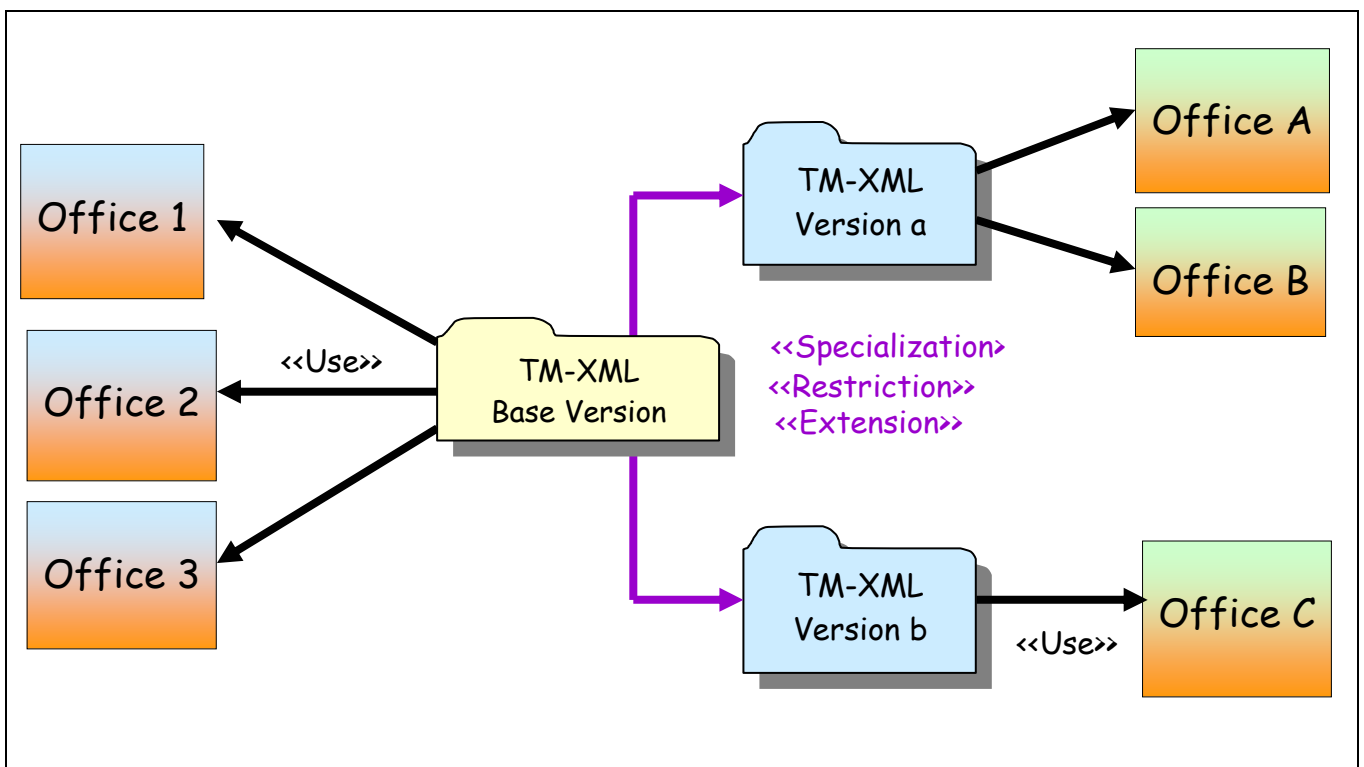 Office 1
Office 2
Office 3
<<Use>>
TM-XML
Base Version
TM-XML
Version a
<<Specialization>
<<Restriction>>
<<Extension>>
TM-XML
Version b
<<Use>>
Office A
Office B
Office C